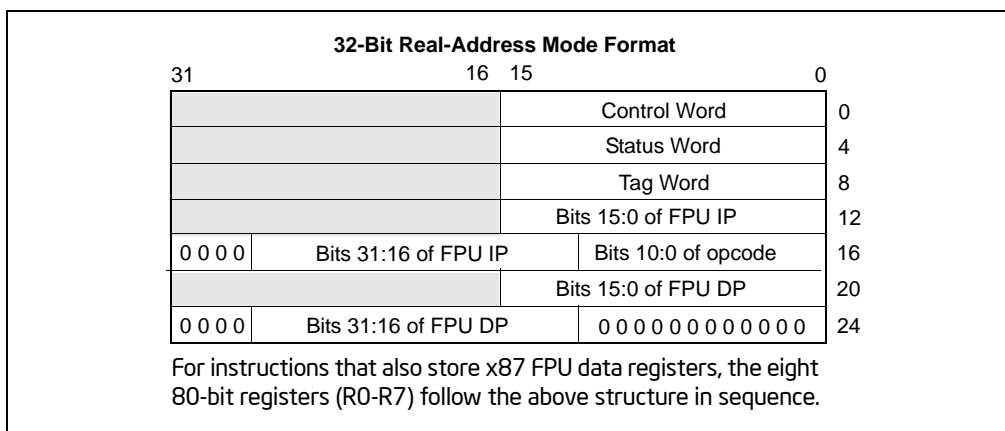 32-Bit Real-Address Mode Format
31 16 15 0
Control Word 0
Status Word 4
Tag Word 8
Bits 15:0 of FPU IP 12
0 0 0 0 Bits 31:16 of FPU IP Bits 10:0 of opcode 16
Bits 15:0 of FPU DP 20
0 0 0 0 Bits 31:16 of FPU DP 0 0 0 0 0 0 0 0 0 0 0 0 24
For instructions that also store x87 FPU data registers, the eight
80-bit registers (R0-R7) follow the above structure in sequence.